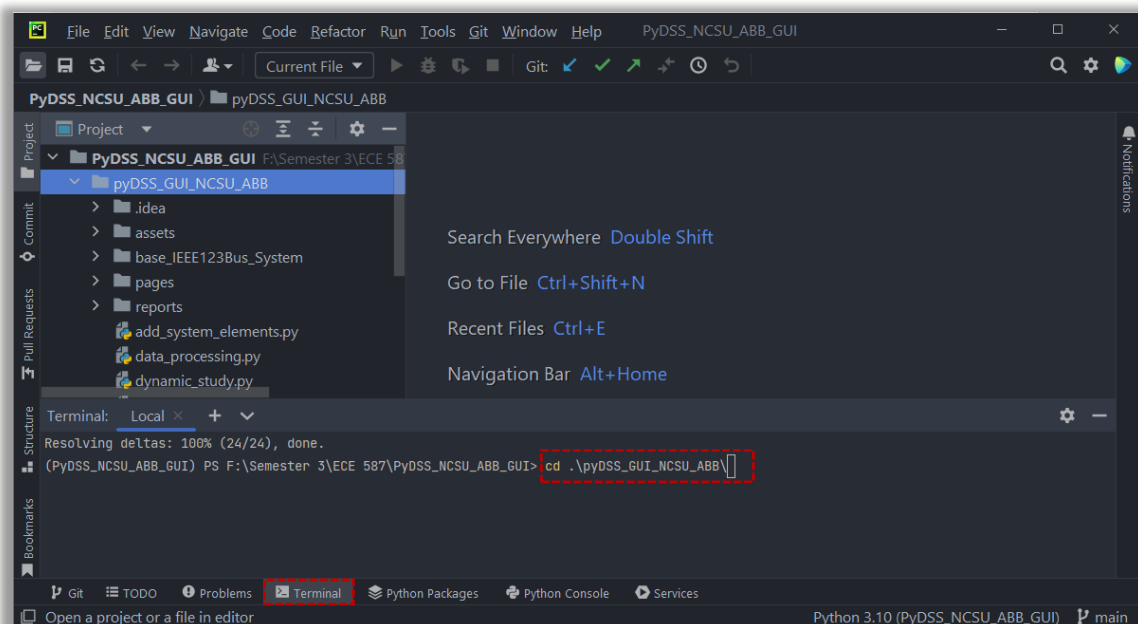 PC File Edit View Navigate Code Refactor Run Tools Git Window Help PyDSS_NCSU_ABB_GUI
Current File Git:
PyDSS_NCSU_ABB_GUI pyDSS_GUI_NCSU_ABB
Project
PyDSS_NCSU_ABB_GUI F:\Semester 3\ECE 58
pyDSS_GUI_NCSU_ABB
.idea
assets
base_IEEE123Bus_System
pages
reports
add_system_elements.py
data_processing.py
dynamic_study.py
Search Everywhere Double Shift
Go to File Ctrl+Shift+N
Recent Files Ctrl+E
Navigation Bar Alt+Home
Project
Commit
Pull Requests
Structure
Bookmarks
Notifications
Terminal: Local
Resolving deltas: 100% (24/24), done.
(PyDSS_NCSU_ABB_GUI) PS F:\Semester 3\ECE 587\PyDSS_NCSU_ABB_GUI> cd .\pyDSS_GUI_NCSU_ABB\
Git TODO Problems Terminal Python Packages Python Console Services
Open a project or a file in editor Python 3.10 (PyDSS_NCSU_ABB_GUI) main